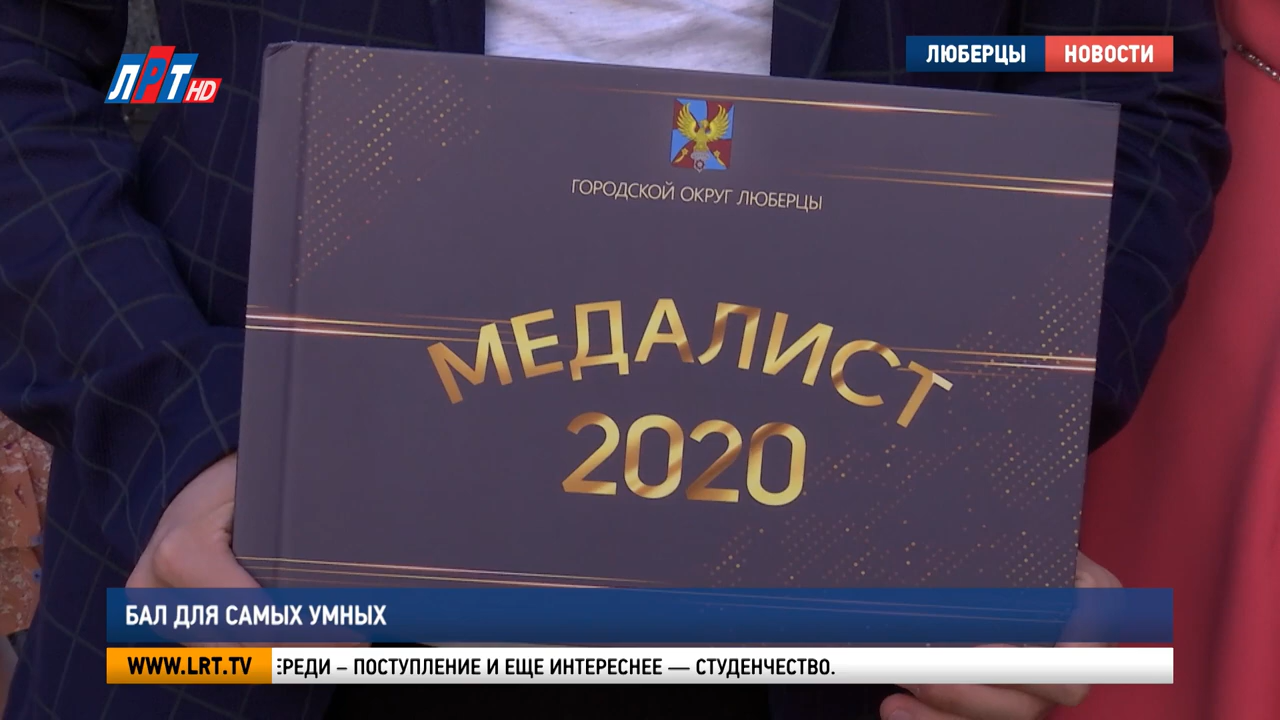 ЛРТ HD
ЛЮБЕРЦЫ НОВОСТИ
ГОРОДСКОЙ ОКРУГ ЛЮБЕРЦЫ
МЕДАЛИСТ
2020
БАЛ ДЛЯ САМЫХ УМНЫХ
WWW.LRT.TV
ЕРЕДИ – ПОСТУПЛЕНИЕ И ЕЩЕ ИНТЕРЕСНЕЕ — СТУДЕНЧЕСТВО.